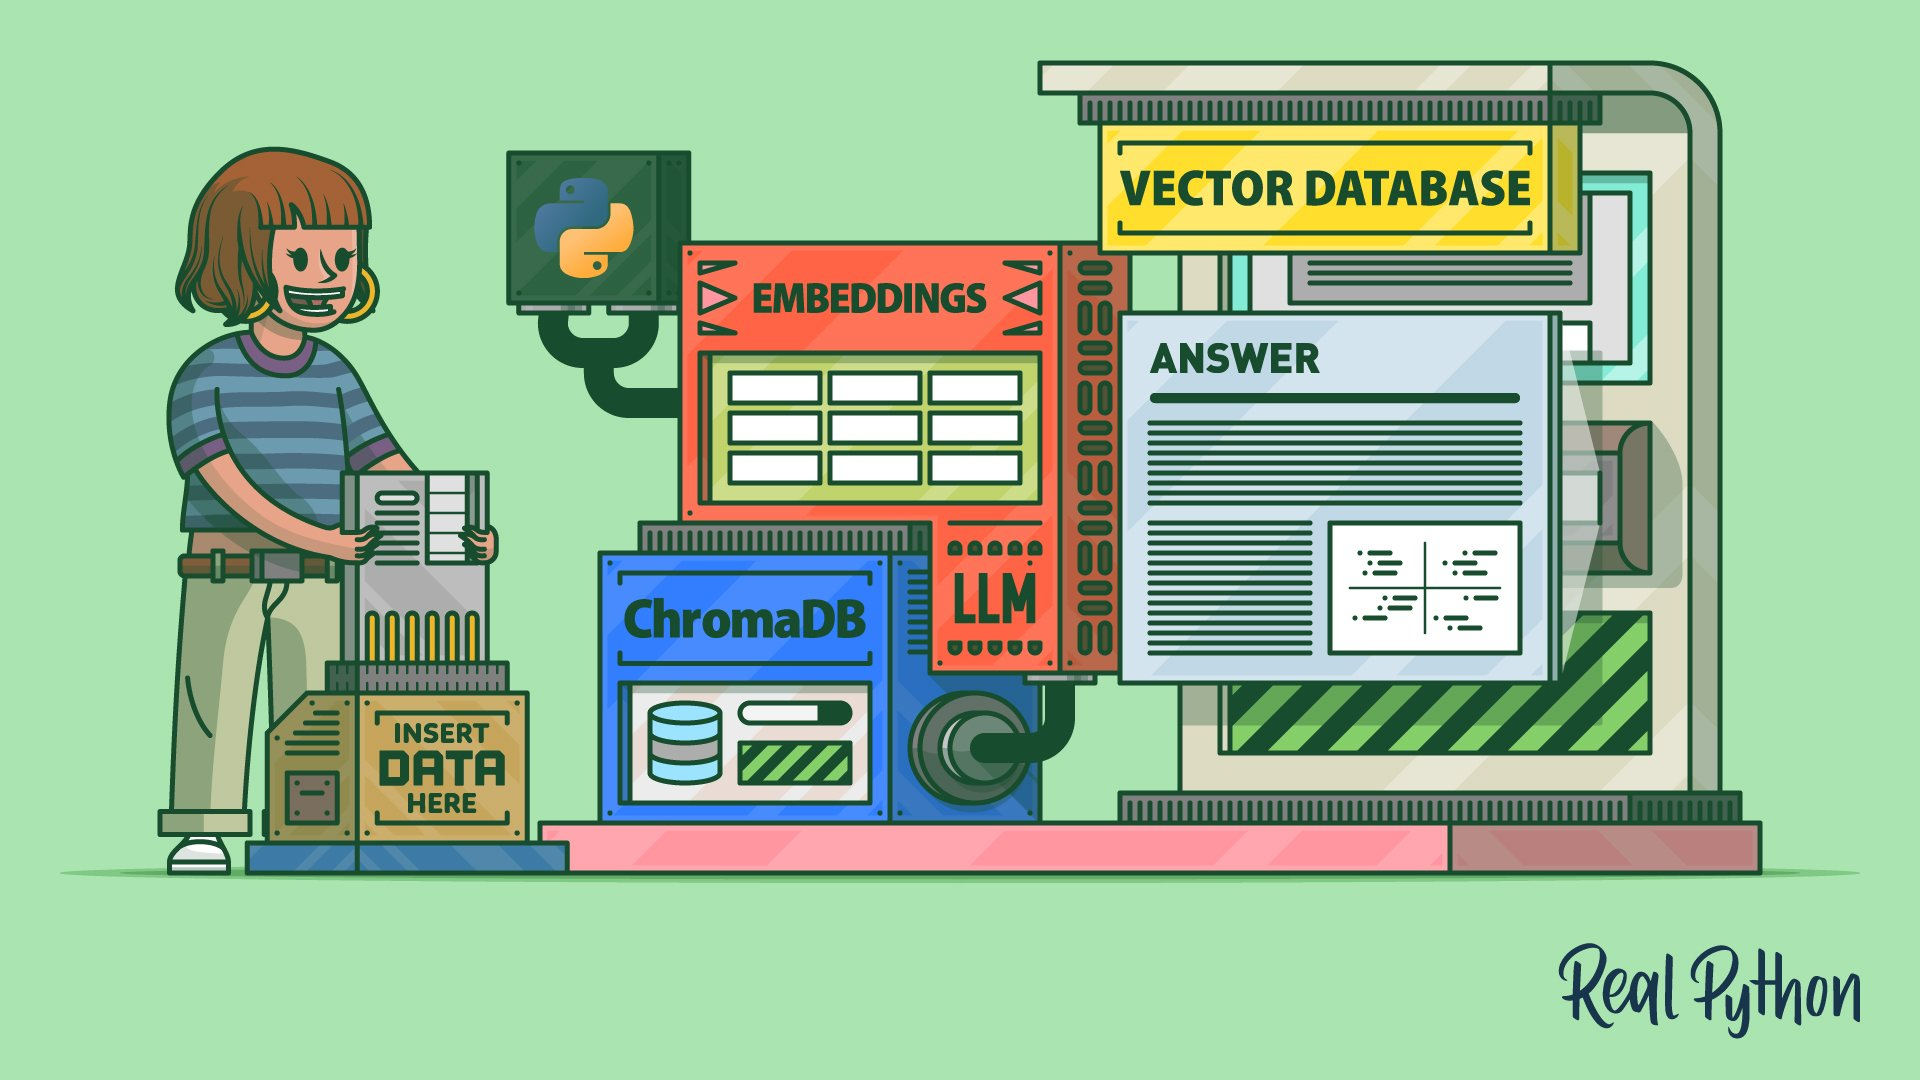 VECTOR DATABASE
EMBEDDINGS
ANSWER
LLM
ChromaDB
INSERT
DATA
HERE
Real Python